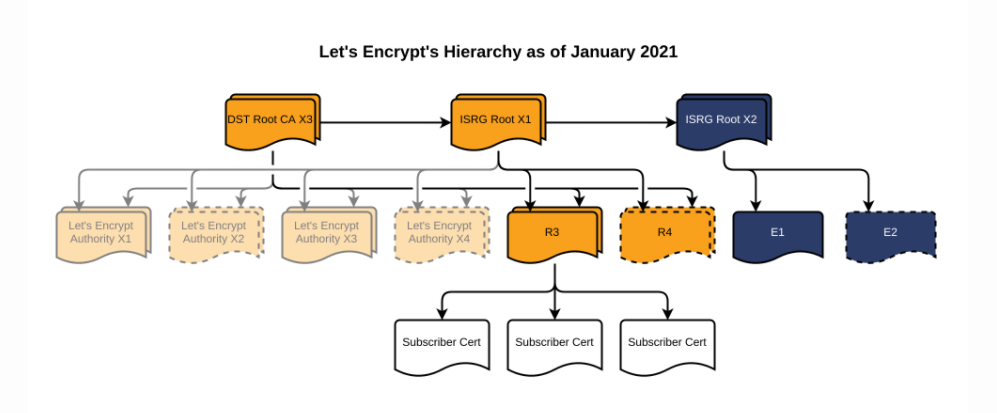 Let's Encrypt's Hierarchy as of January 2021
DST Root CA X3
ISRG Root X1
ISRG Root X2
Let's Encrypt
Authority X1
Let's Encrypt
Authority X2
Let's Encrypt
Authority X3
Let's Encrypt
Authority X4
R3
R4
E1
E2
Subscriber Cert
Subscriber Cert
Subscriber Cert